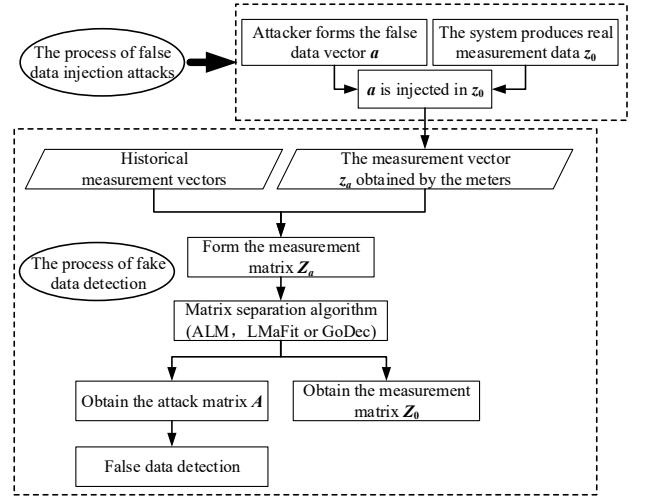 The process of false
data injection attacks
Attacker forms the false
data vector a
The system produces real
measurement data z0
a is injected in z0
Historical
measurement vectors
The measurement vector
za obtained by the meters
The process of fake
data detection
Form the measurement
matrix Za
Matrix separation algorithm
(ALM，LMaFit or GoDec)
Obtain the attack matrix A
Obtain the measurement
matrix Z0
False data detection